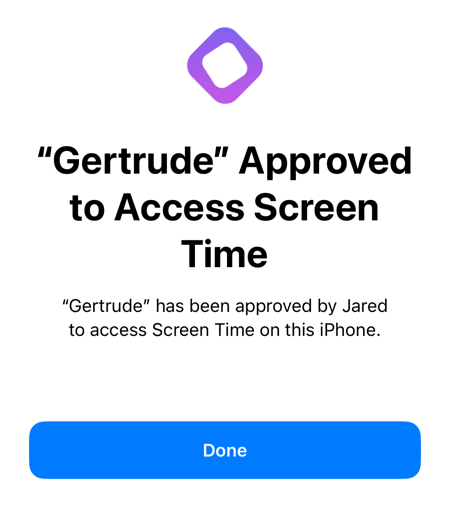 “Gertrude” Approved
to Access Screen
Time
“Gertrude” has been approved by Jared
to access Screen Time on this iPhone.
Done